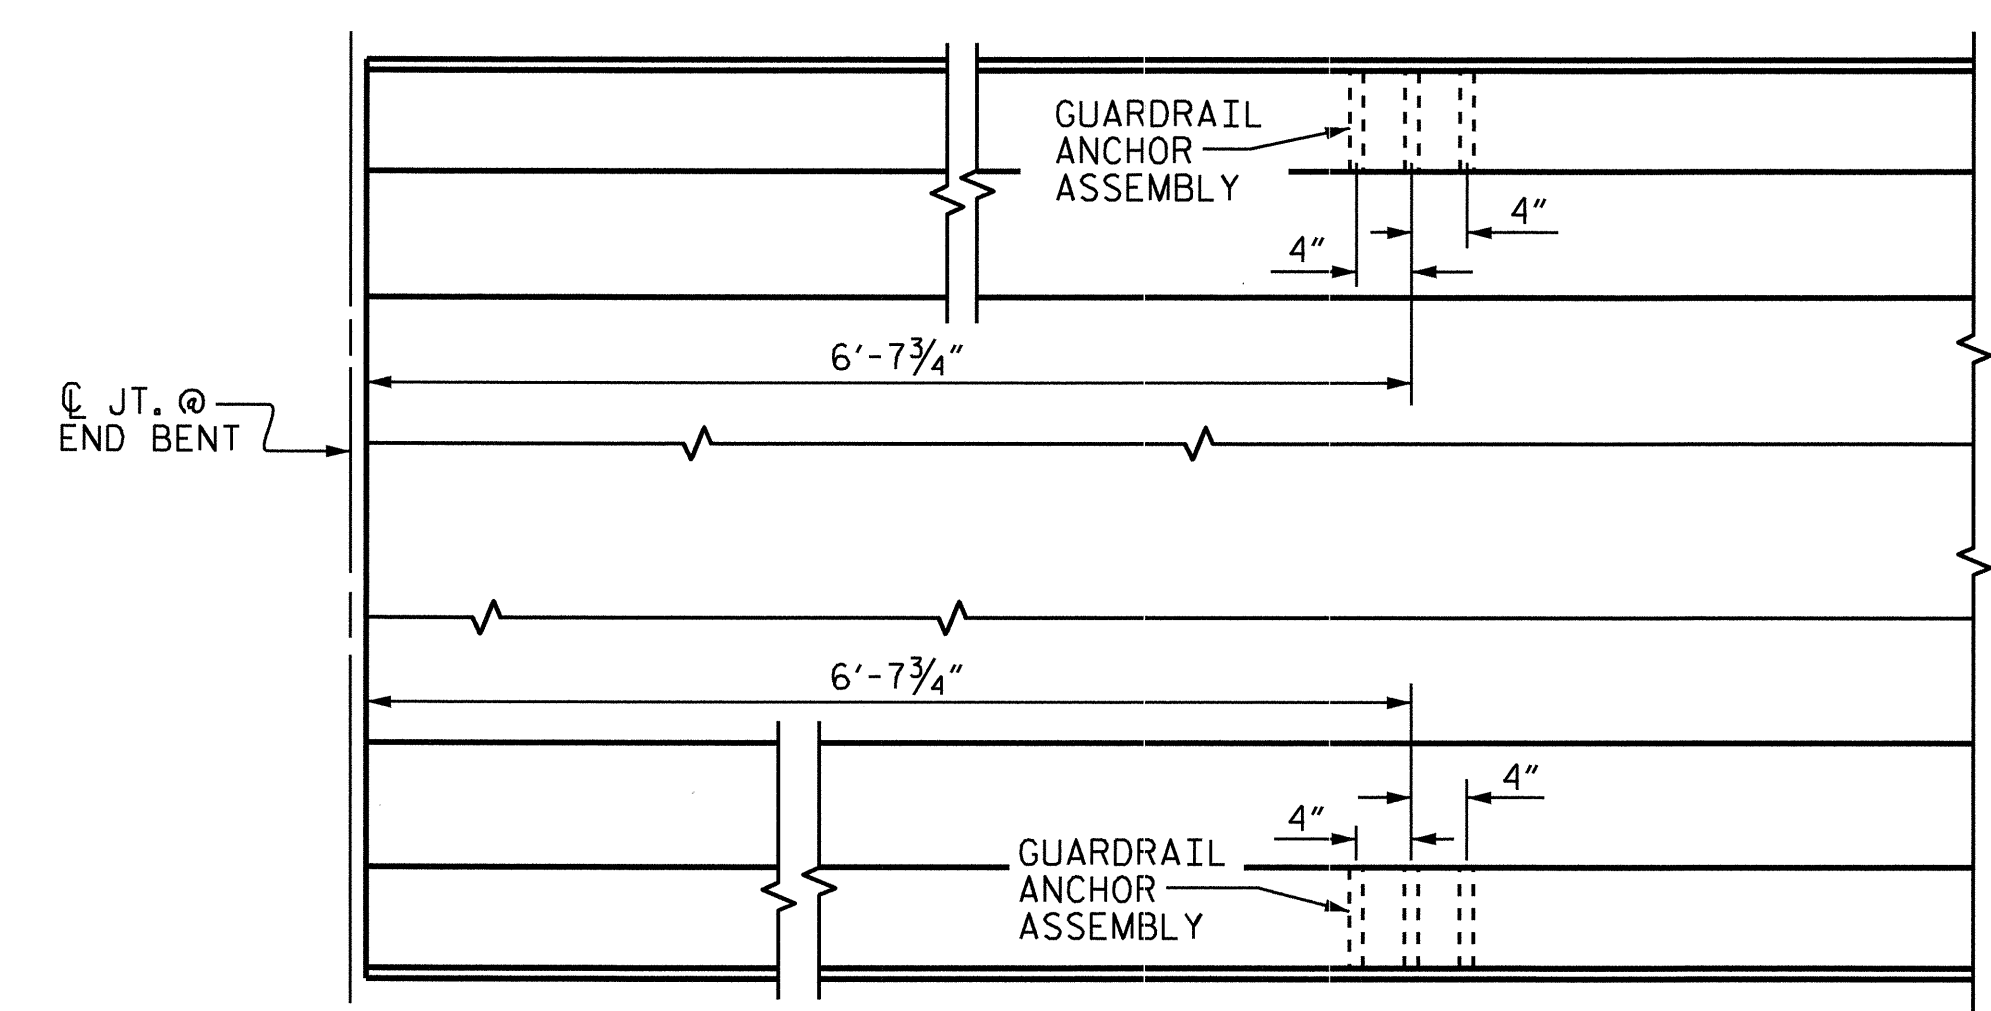 GUARDRAIL
ANCHOR
ASSEMBLY
4"
4"
6'-7¾"
℄ JT. @
END BENT
6'-7¾"
4"
4"
GUARDRAIL
ANCHOR
ASSEMBLY